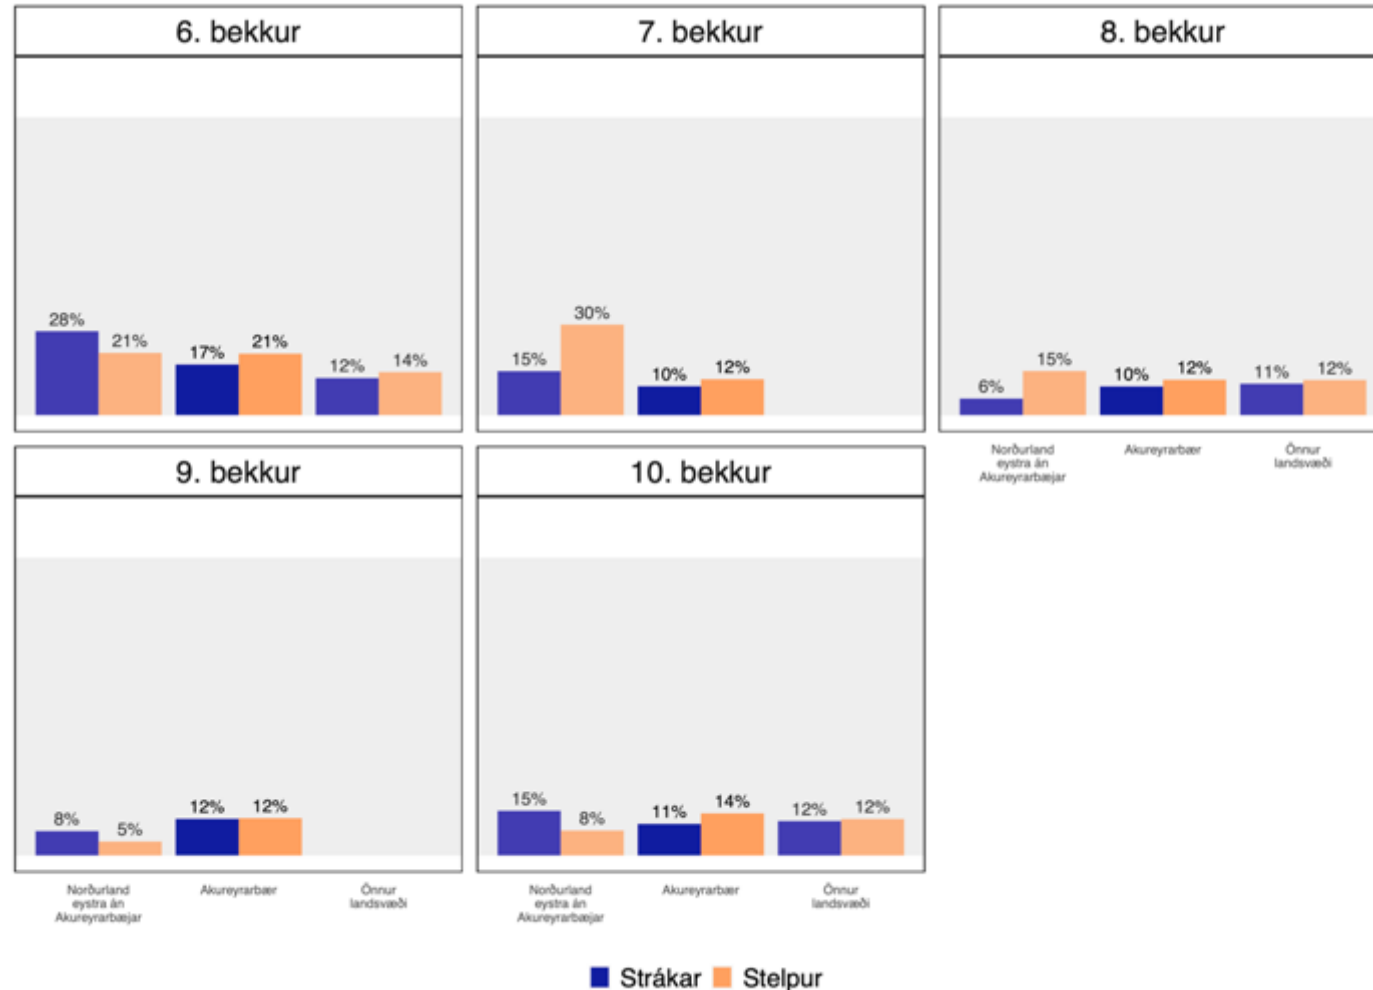 6. bekkur
7. bekkur
8. bekkur
28%
21%
17%
21%
12%
14%
15%
30%
10%
12%
6%
15%
10%
12%
11%
12%
Norðurland
eystra án
Akureyrarbæjar
Akureyrarbær
Önnur
landsvæði
9. bekkur
10. bekkur
8%
5%
12%
12%
15%
8%
11%
14%
12%
12%
Norðurland
eystra án
Akureyrarbæjar
Akureyrarbær
Önnur
landsvæði
Norðurland
eystra án
Akureyrarbæjar
Akureyrarbær
Önnur
landsvæði
Strákar Stelpur